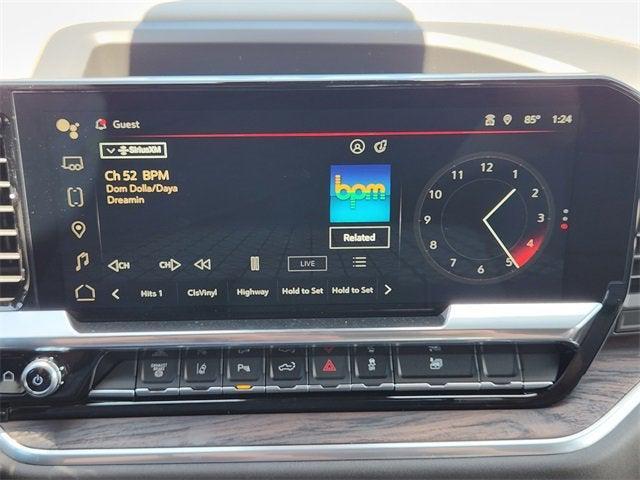 Guest
85° 1:24
SiriusXM
Ch 52 BPM
Dom Dolla/Daya
Dreamin
bpm
Related
CH
CH
LIVE
Hits 1 ClsVinyl Highway Hold to Set Hold to Set
12
1
2
3
4
5
6
7
8
9
10
11
EXHAUST
BRAKE
P